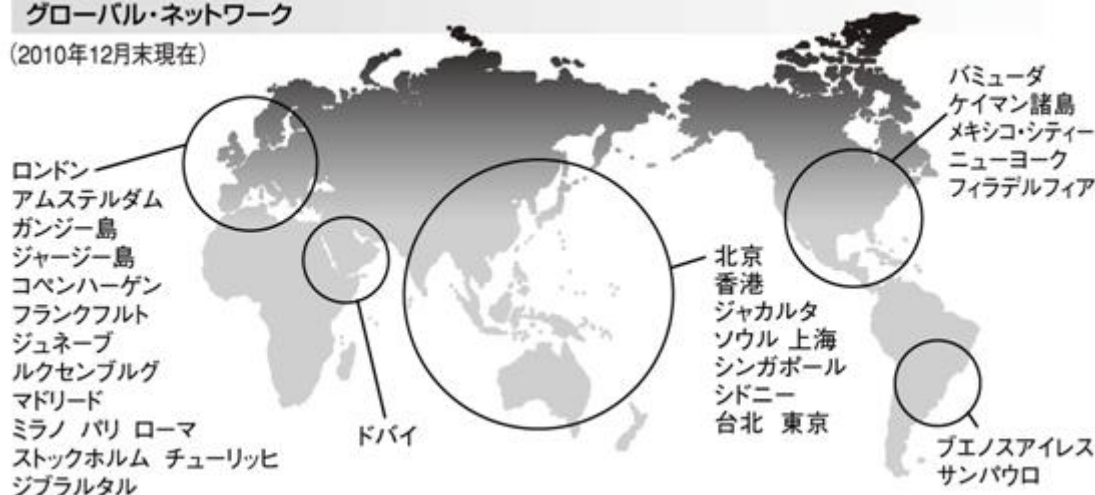 グローバル・ネットワーク
(2010年12月末現在)
ロンドン
アムステルダム
ガンジー島
ジャージー島
コペンハーゲン
フランクフルト
ジュネーブ
ルクセンブルグ
マドリード
ミラノ パリ ローマ
ストックホルム チューリッヒ
ジブラルタル
ドバイ
北京
香港
ジャカルタ
ソウル 上海
シンガポール
シドニー
台北 東京
バミューダ
ケイマン諸島
メキシコ・シティー
ニューヨーク
フィラデルフィア
ブエノスアイレス
サンパウロ